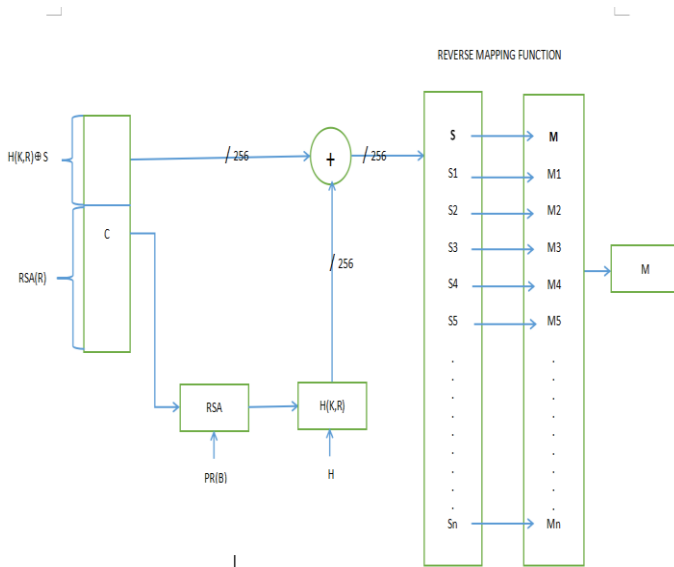 REVERSE MAPPING FUNCTION
H(K,R)⊕ S
/ 256
+
/ 256
S
M
S1
M1
S2
M2
C
S3
M3
/ 256
RSA(R)
M
S4
M4
S5
M5
RSA
H(K,R)
PR(B)
H
Sn
Mn